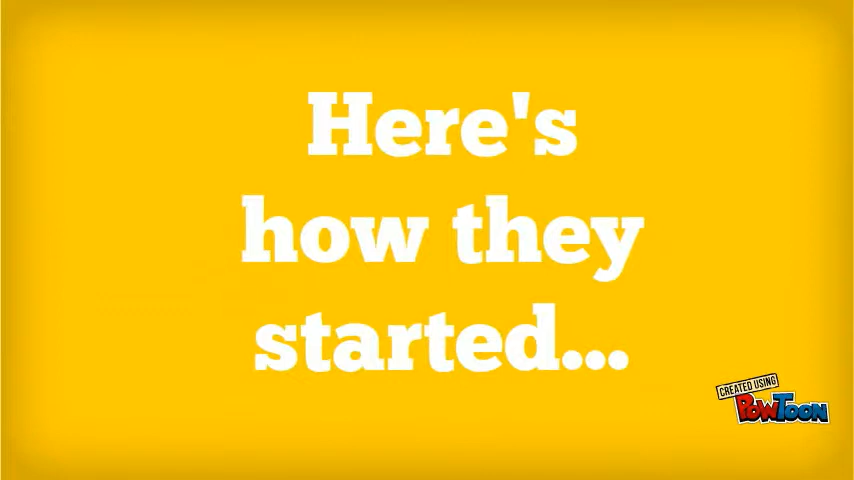 Here's
how they
started...
CREATED USING
POWTOON